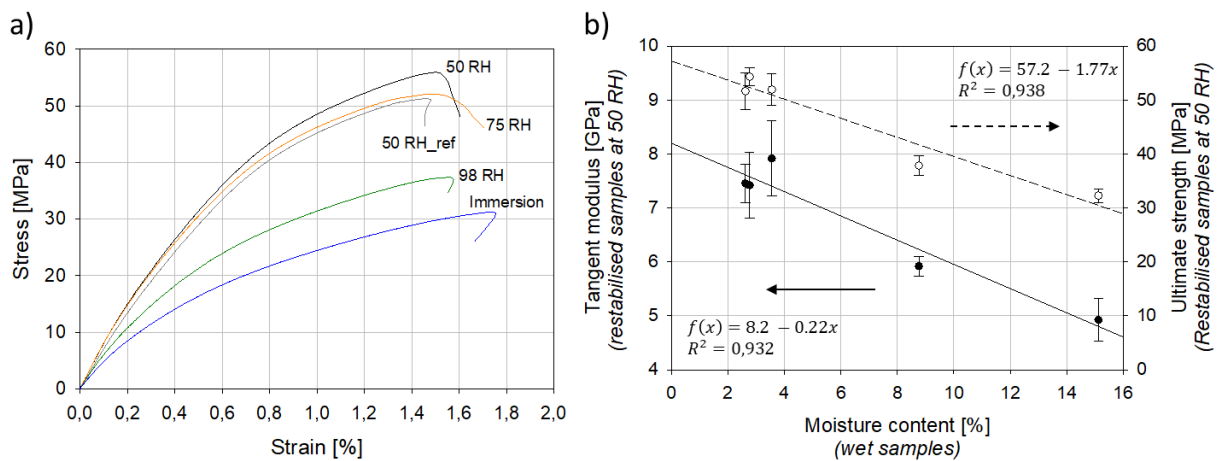 a)
Stress [MPa]
60
50
40
30
20
10
0
0,0 0,2 0,4 0,6 0,8 1,0 1,2 1,4 1,6 1,8 2,0
Strain [%]
50 RH
75 RH
50 RH_ref
98 RH
Immersion
b)
Tangent modulus [GPa]
(restabilised samples at 50 RH)
10
9
8
7
6
5
4
f(x) = 57.2 − 1.77x
R² = 0,938
f(x) = 8.2 − 0.22x
R² = 0,932
60
50
40
30
20
10
0
Ultimate strength [MPa]
(Restabilised samples at 50 RH)
0 2 4 6 8 10 12 14 16
Moisture content [%]
(wet samples)